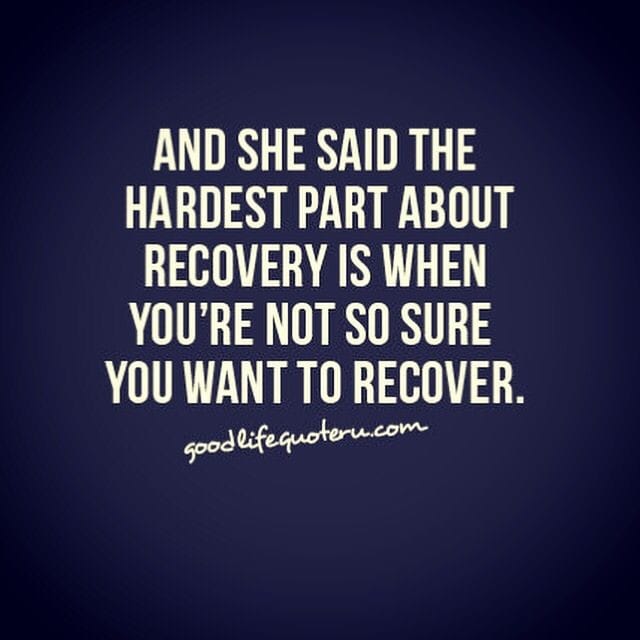 AND SHE SAID THE
HARDEST PART ABOUT
RECOVERY IS WHEN
YOU'RE NOT SO SURE
YOU WANT TO RECOVER.
goodlifequoteru.com